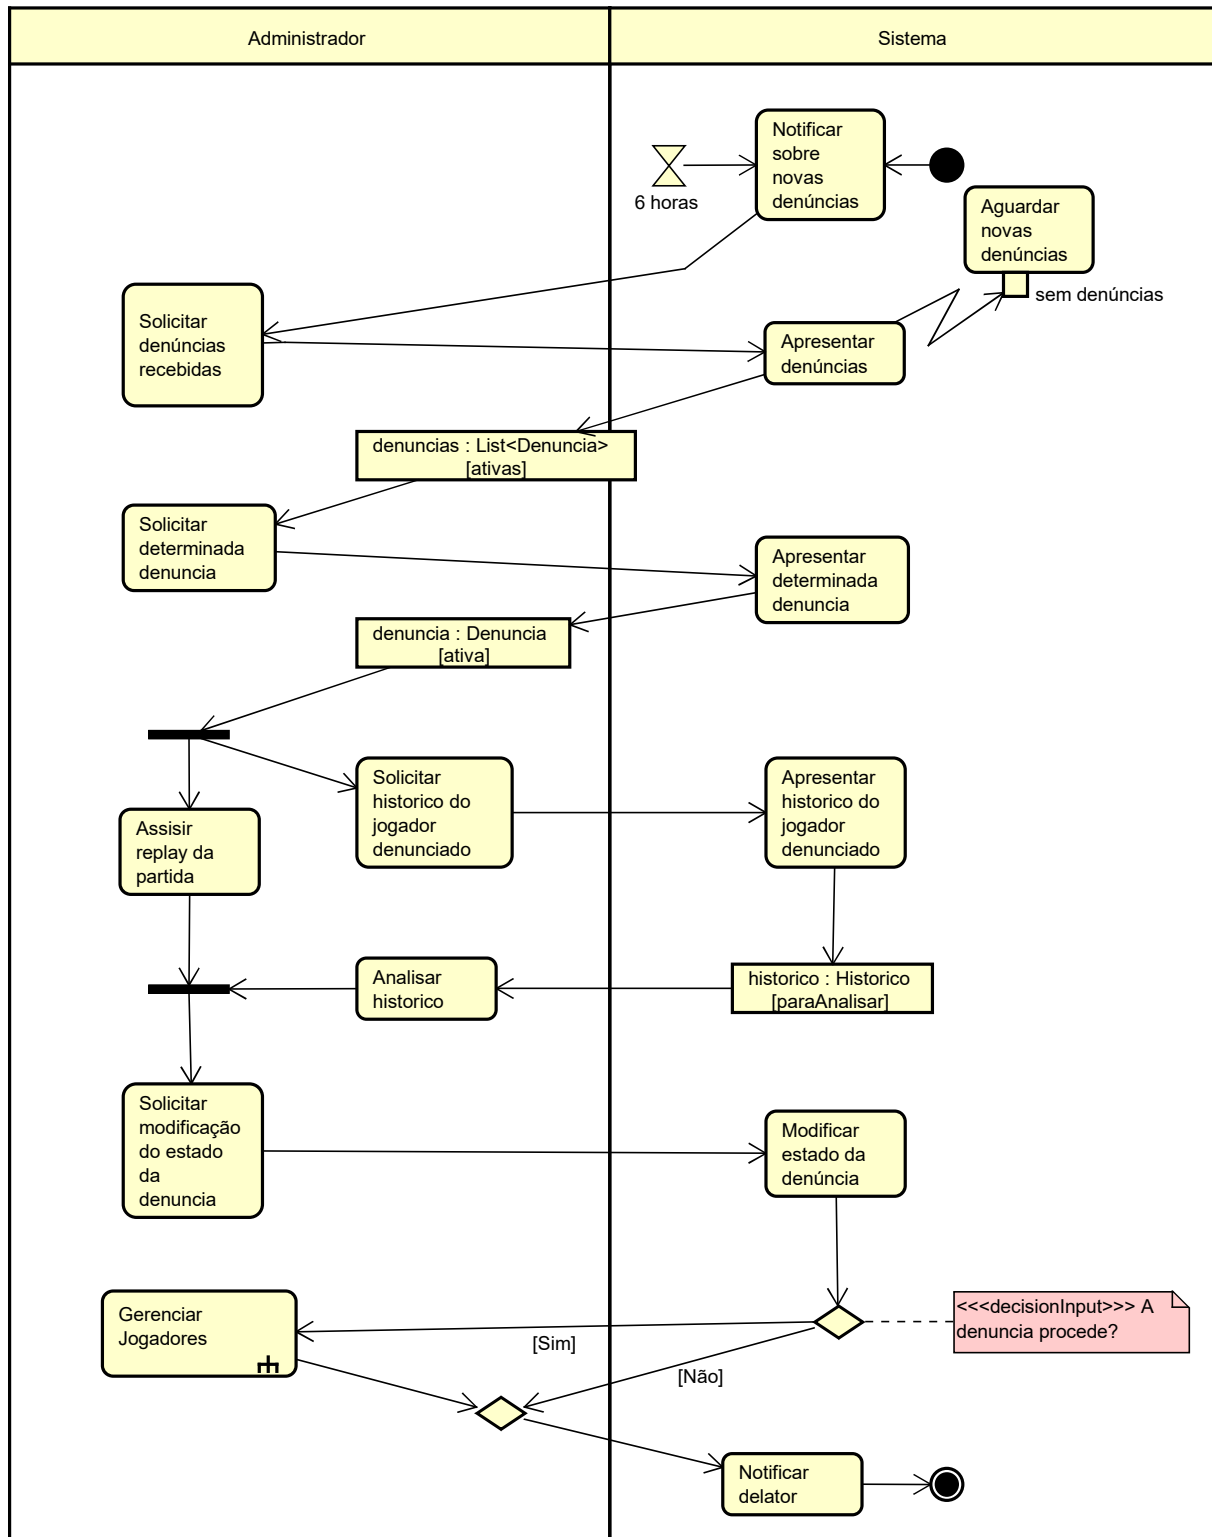 Administrador
Sistema
Notificar
sobre
novas
denúncias
6 horas
Aguardar
novas
denúncias
sem denúncias
Solicitar
denúncias
recebidas
Apresentar
denúncias
denuncias : List<Denuncia>
[ativas]
Solicitar
determinada
denuncia
Apresentar
determinada
denuncia
denuncia : Denuncia
[ativa]
Solicitar
historico do
jogador
denunciado
Apresentar
historico do
jogador
denunciado
Assisir
replay da
partida
Analisar
historico
historico : Historico
[paraAnalisar]
Solicitar
modificação
do estado
da
denuncia
Modificar
estado da
denúncia
Gerenciar
Jogadores
<<<decisionInput>>> A
denuncia procede?
[Sim]
[Não]
Notificar
delator